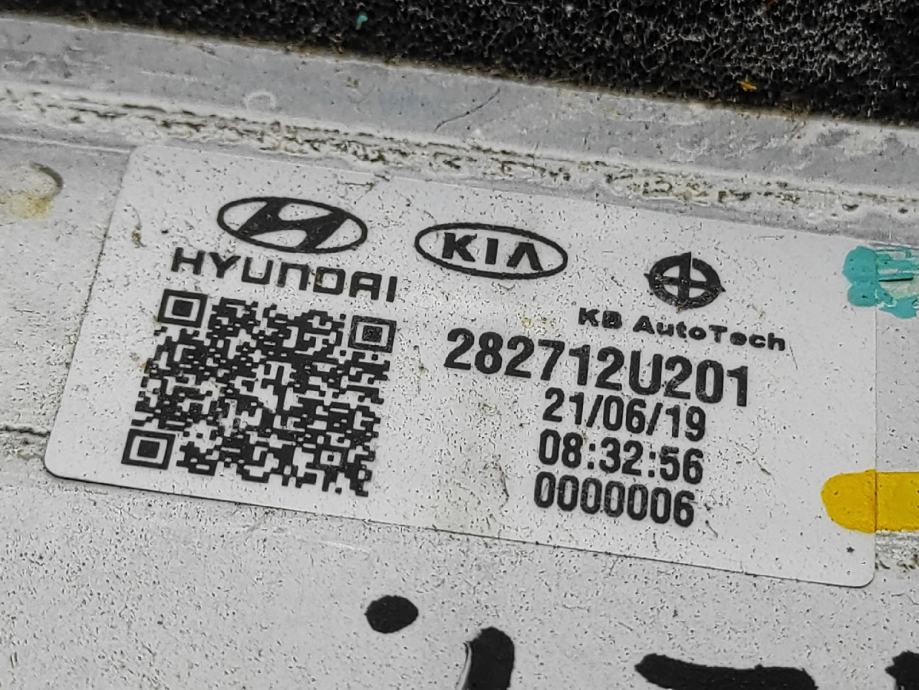 HYUNDAI
KIA
KB AutoTech
282712U201
21/06/19
08:32:56
0000006